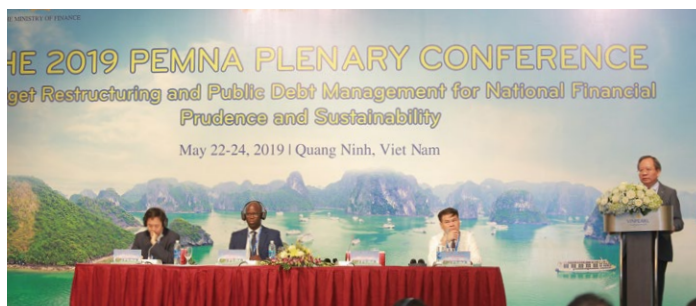 MINISTRY OF FINANCE
HE 2019 PEMNA PLENARY CONFERENCE
get Restructuring and Public Debt Management for National Financial
Prudence and Sustainability
May 22-24, 2019 | Quang Ninh, Viet Nam